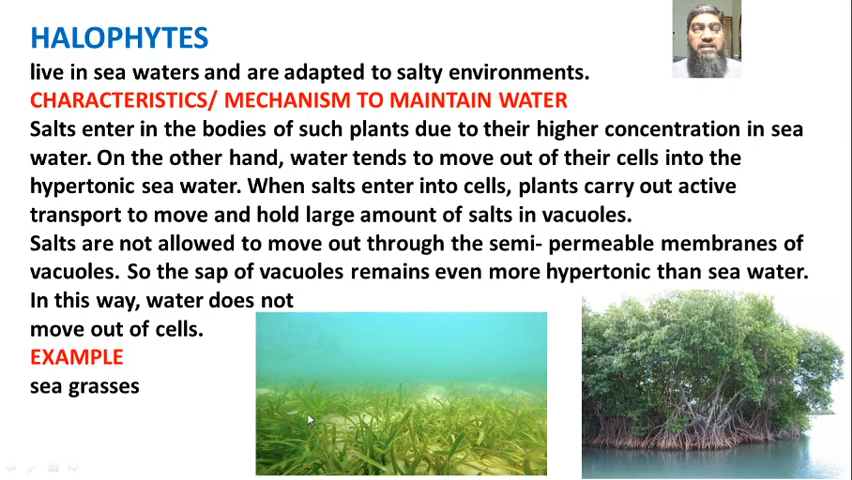 HALOPHYTES
live in sea waters and are adapted to salty environments.
CHARACTERISTICS/ MECHANISM TO MAINTAIN WATER
Salts enter in the bodies of such plants due to their higher concentration in sea
water. On the other hand, water tends to move out of their cells into the
hypertonic sea water. When salts enter into cells, plants carry out active
transport to move and hold large amount of salts in vacuoles.
Salts are not allowed to move out through the semi- permeable membranes of
vacuoles. So the sap of vacuoles remains even more hypertonic than sea water.
In this way, water does not
move out of cells.
EXAMPLE
sea grasses